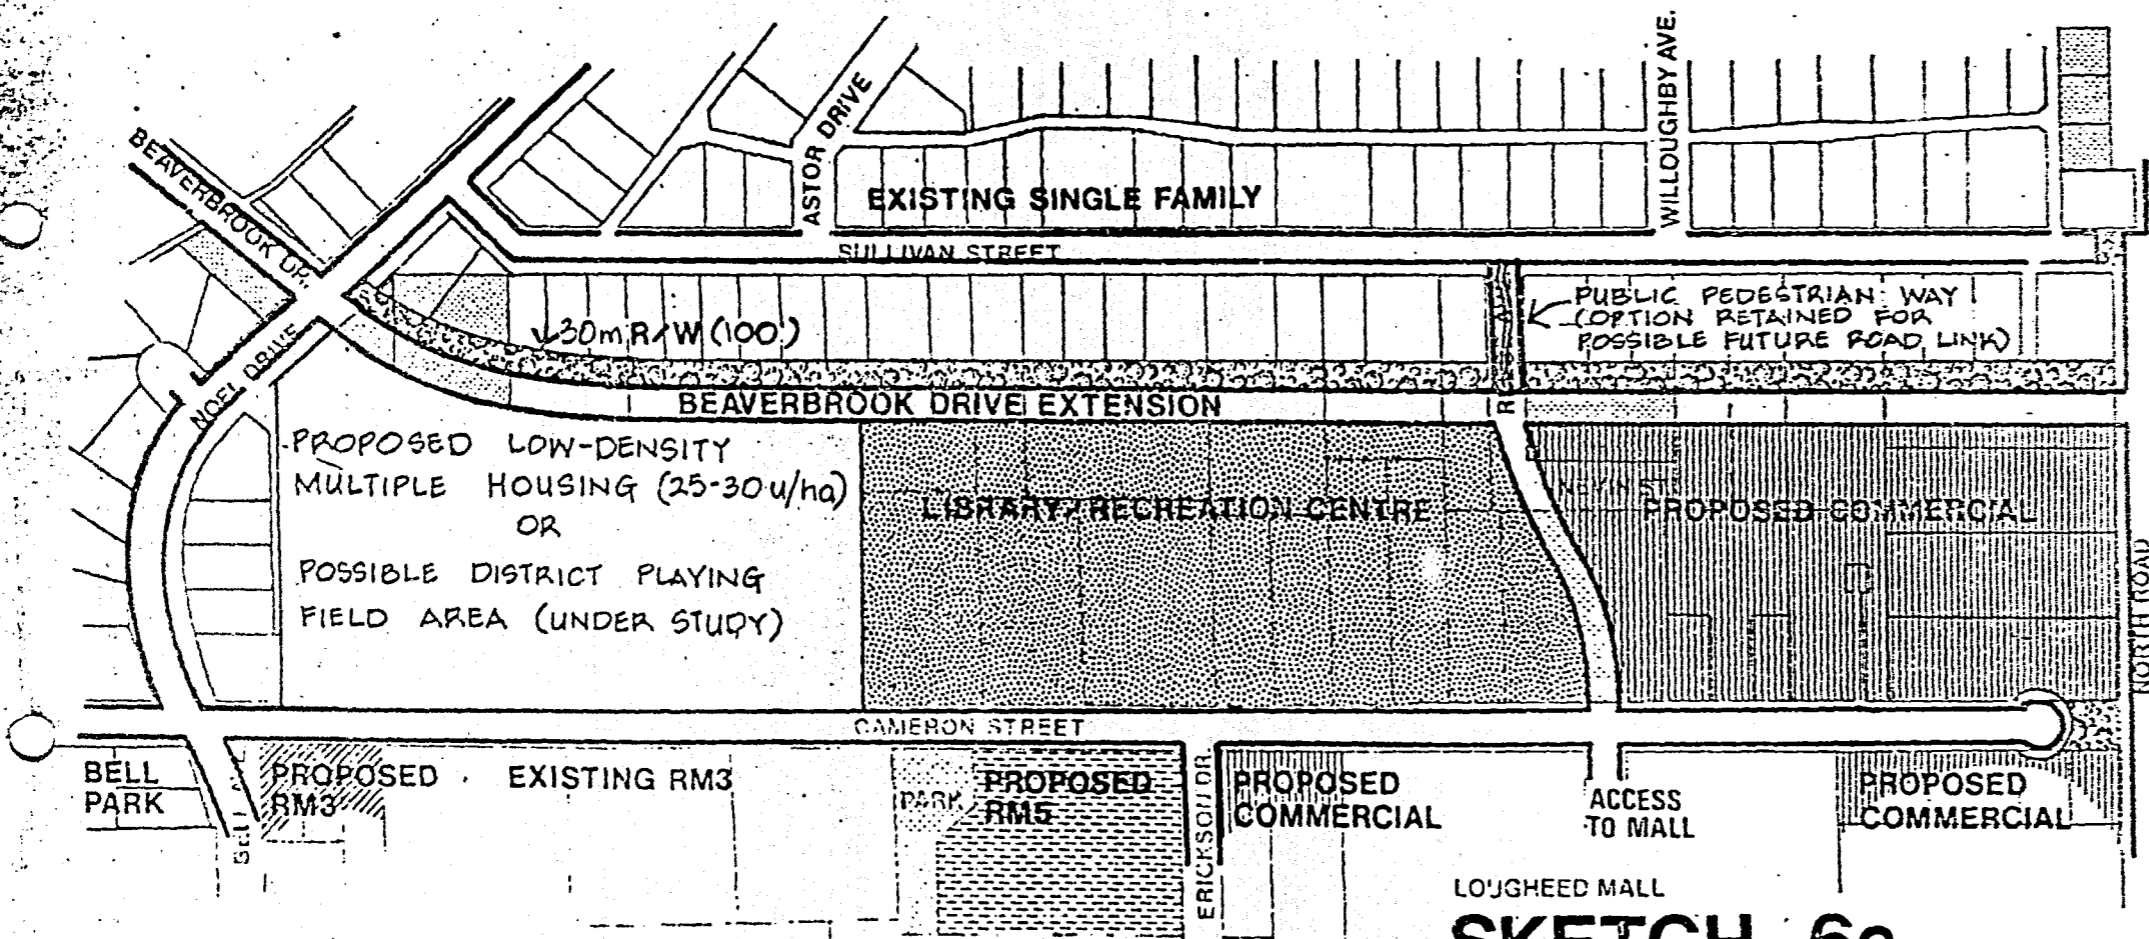 WILLOUGHBY AVE.
ASTOR DRIVE
BEAVERBROOK DR.
EXISTING SINGLE FAMILY
SULLIVAN STREET
30m R/W (100')
PUBLIC PEDESTRIAN WAY
(OPTION RETAINED FOR
POSSIBLE FUTURE ROAD LINK)
NOEL DRIVE
BEAVERBROOK DRIVE EXTENSION
PROPOSED LOW-DENSITY
MULTIPLE HOUSING (25-30 u/ha)
OR
POSSIBLE DISTRICT PLAYING
FIELD AREA (UNDER STUDY)
LIBRARY/RECREATION CENTRE
PROPOSED COMMERCIAL
NORTH ROAD
CAMERON STREET
BELL
PARK
PROPOSED
RM3
EXISTING RM3
PARK
PROPOSED
RM5
ERICKSON DR.
PROPOSED
COMMERCIAL
ACCESS
TO MALL
PROPOSED
COMMERCIAL
LOUGHEED MALL
SKETCH